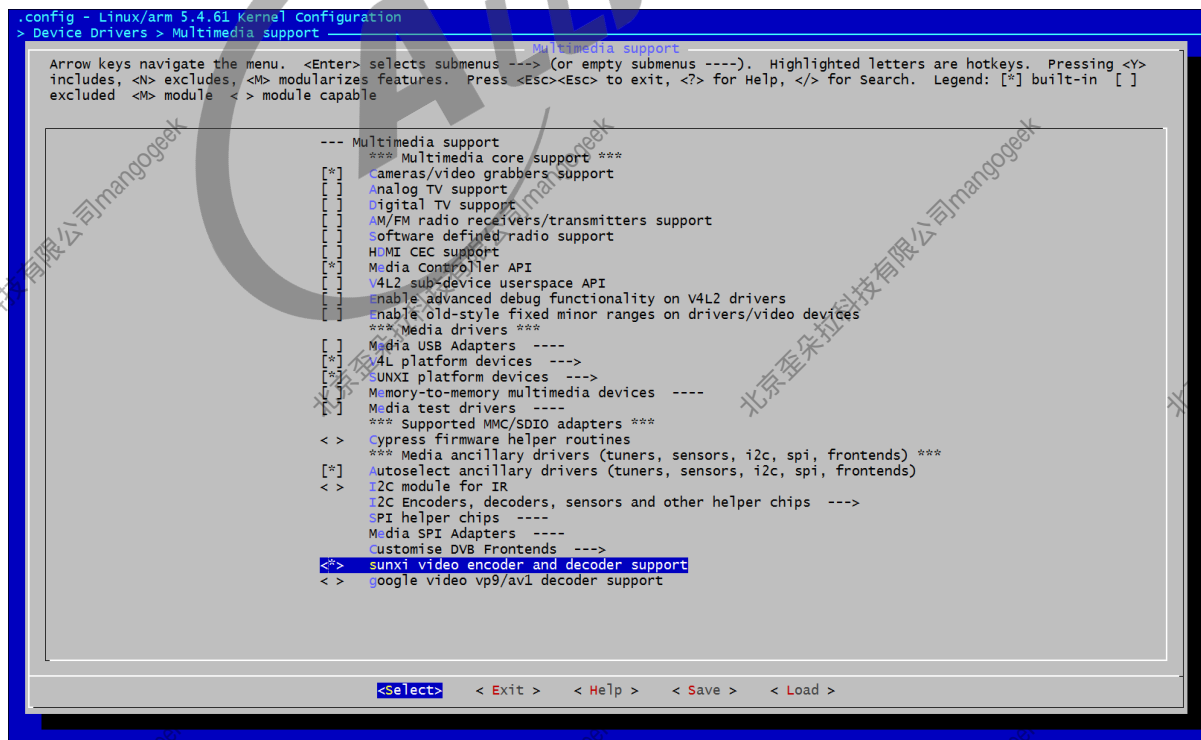 .config - Linux/arm 5.4.61 Kernel Configuration
> Device Drivers > Multimedia support
Multimedia support
Arrow keys navigate the menu. <Enter> selects submenus ---> (or empty submenus ----). Highlighted letters are hotkeys. Pressing <Y>
includes, <N> excludes, <M> modularizes features. Press <Esc><Esc> to exit, <?> for Help, </> for Search. Legend: [*] built-in [ ]
excluded <M> module < > module capable
--- Multimedia support
*** Multimedia core support ***
[*] Cameras/video grabbers support
[ ] Analog TV support
[ ] Digital TV support
[ ] AM/FM radio receivers/transmitters support
[ ] Software defined radio support
[ ] HDMI CEC support
[*] Media Controller API
[ ] V4L2 sub-device userspace API
[ ] Enable advanced debug functionality on V4L2 drivers
[ ] Enable old-style fixed minor ranges on drivers/video devices
*** Media drivers ***
[ ] Media USB Adapters ----
[*] V4L platform devices --->
[*] SUNXI platform devices --->
[ ] Memory-to-memory multimedia devices ----
[ ] Media test drivers ----
*** Supported MMC/SDIO adapters ***
< > Cypress firmware helper routines
*** Media ancillary drivers (tuners, sensors, i2c, spi, frontends) ***
[*] Autoselect ancillary drivers (tuners, sensors, i2c, spi, frontends)
< > I2C module for IR
I2C Encoders, decoders, sensors and other helper chips --->
SPI helper chips ----
Media SPI Adapters ----
Customise DVB Frontends --->
<*> sunxi video encoder and decoder support
< > google video vp9/av1 decoder support
<Select> < Exit > < Help > < Save > < Load >
北京歪朵拉科技有限公司mangogeek
北京歪朵拉科技有限公司mangogeek